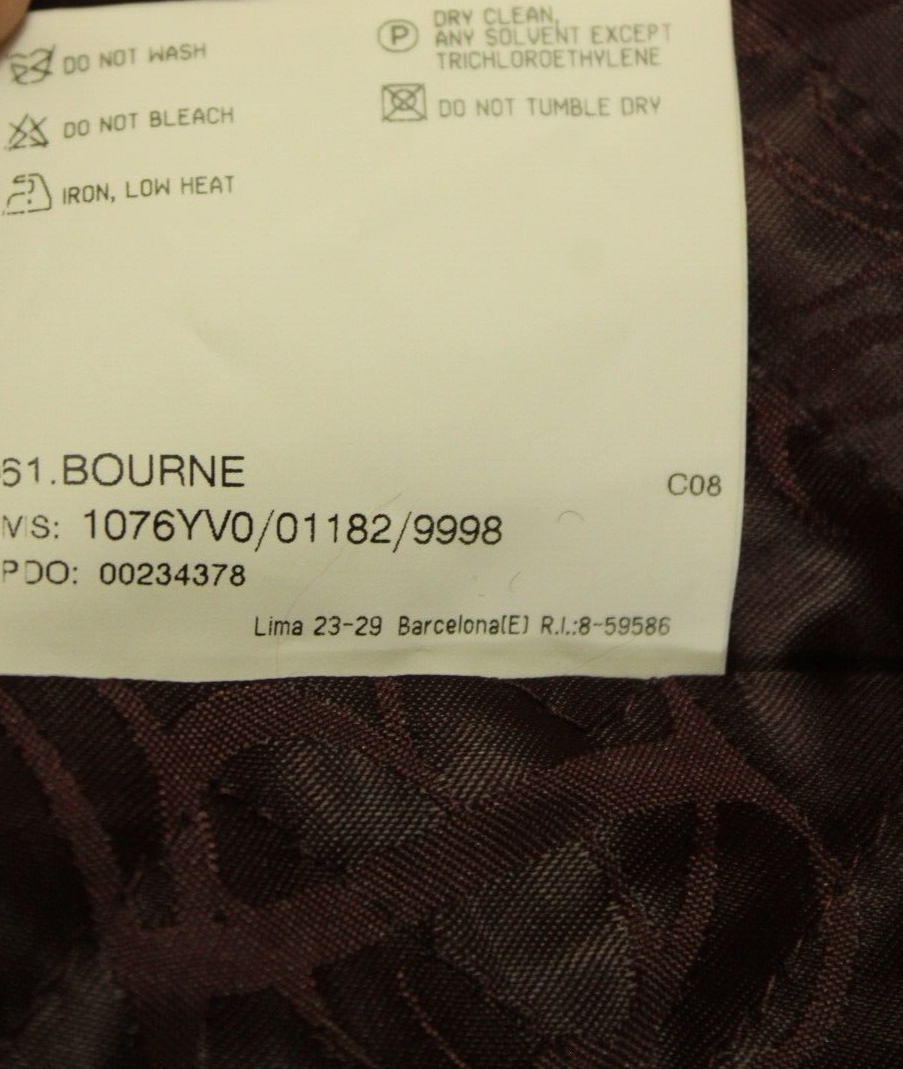 DO NOT WASH
DO NOT BLEACH
IRON, LOW HEAT
P
DRY CLEAN,
ANY SOLVENT EXCEPT
TRICHLOROETHYLENE
DO NOT TUMBLE DRY
61.BOURNE
C08
MS: 1076YV0/01182/9998
PDO: 00234378
Lima 23-29 Barcelona(E) R.I.:8-59586